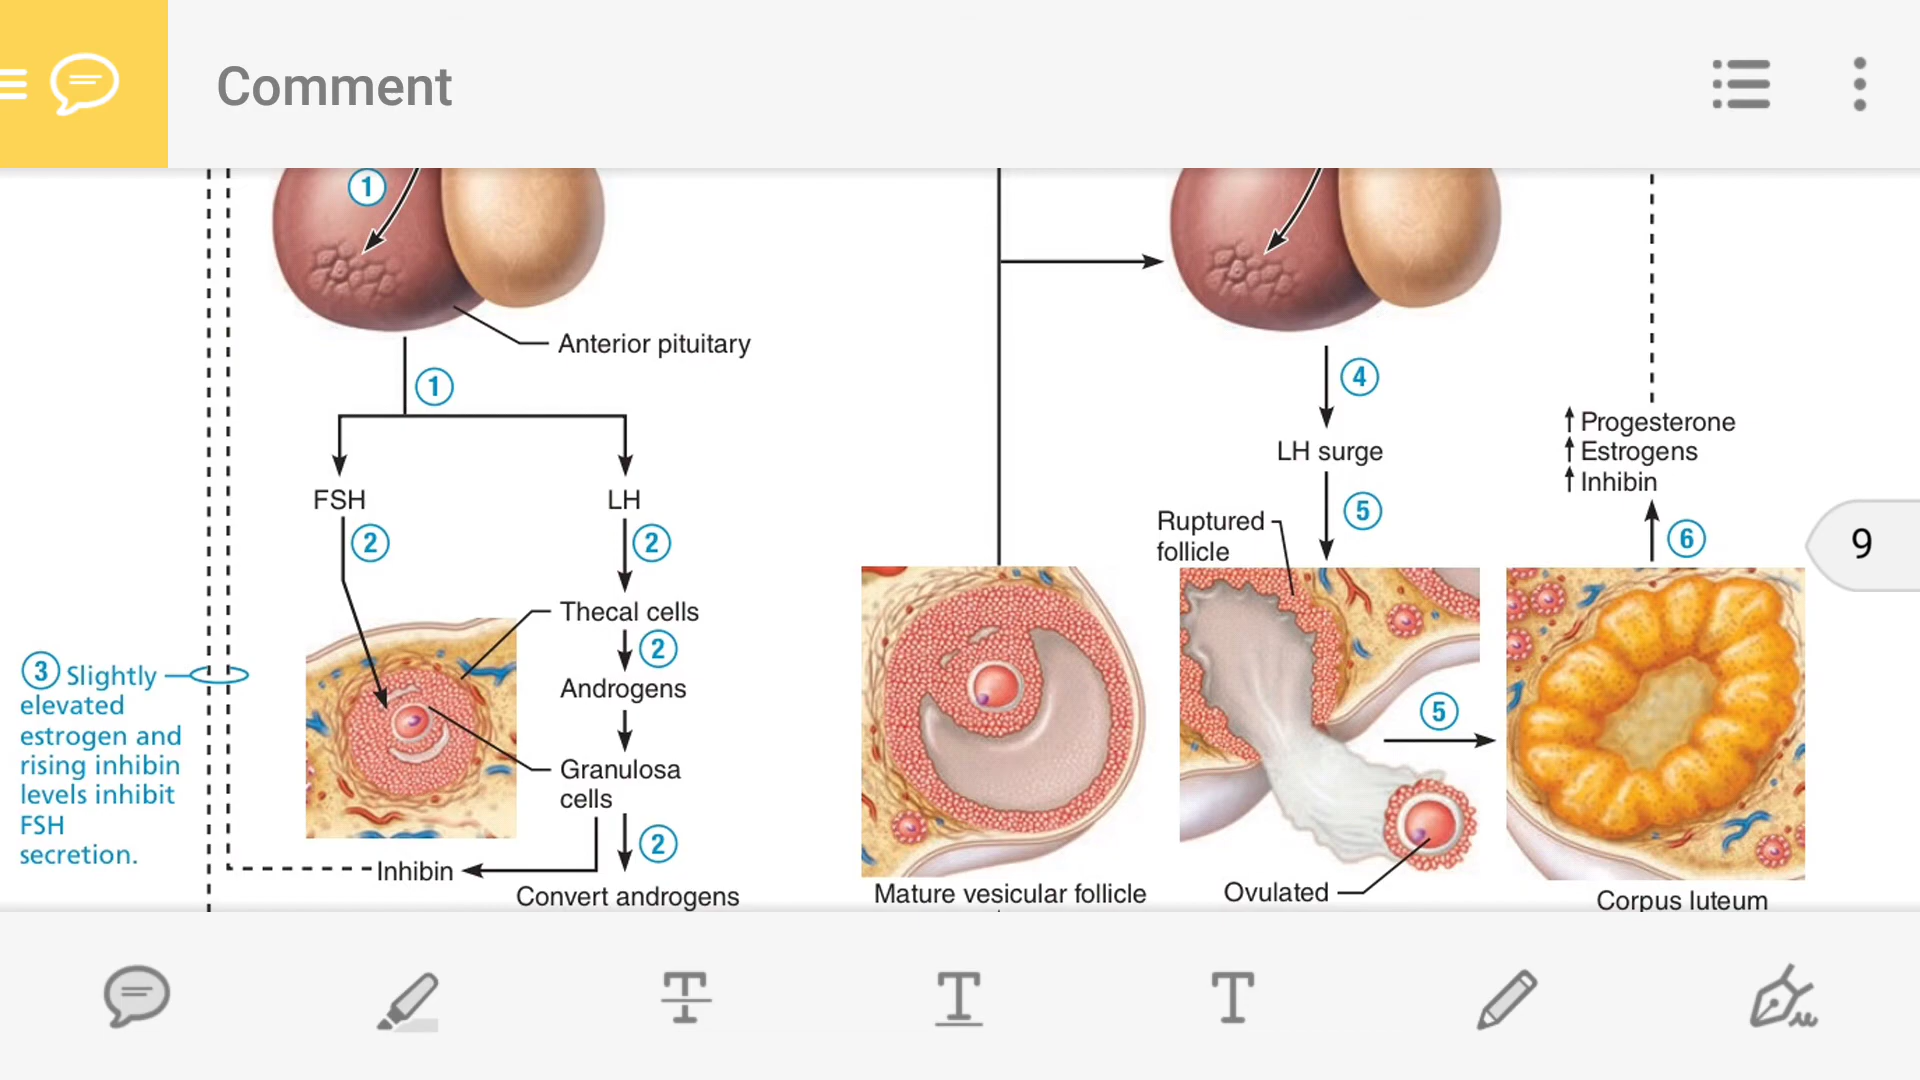 Comment
1
Anterior pituitary
1
FSH
LH
2
2
Thecal cells
2
Androgens
Granulosa
cells
2
Inhibin
Convert androgens
3 Slightly
elevated
estrogen and
rising inhibin
levels inhibit
FSH
secretion.
4
LH surge
5
Ruptured
follicle
Mature vesicular follicle
5
Ovulated
Progesterone
Estrogens
Inhibin
6
Corpus luteum
9
T
T
T